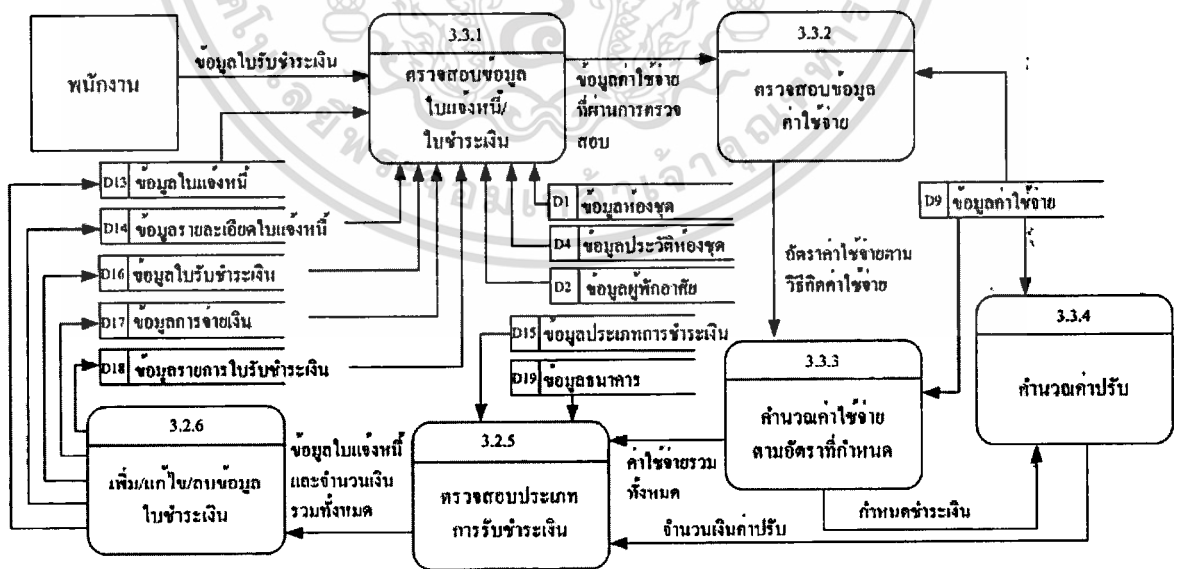 พนักงาน
ข้อมูลใบรับชำระเงิน
3.3.1
ตรวจสอบข้อมูล
ใบแจ้งหนี้/
ใบชำระเงิน
ข้อมูลค่าใช้จ่าย
ที่ผ่านการตรวจ
สอบ
3.3.2
ตรวจสอบข้อมูล
ค่าใช้จ่าย
D13 ข้อมูลใบแจ้งหนี้
D14 ข้อมูลรายละเอียดใบแจ้งหนี้
D16 ข้อมูลใบรับชำระเงิน
D17 ข้อมูลการจ่ายเงิน
D18 ข้อมูลรายการใบรับชำระเงิน
D1 ข้อมูลห้องชุด
D4 ข้อมูลประวัติห้องชุด
D2 ข้อมูลผู้พักอาศัย
D9 ข้อมูลค่าใช้จ่าย
อัตราค่าใช้จ่ายตาม
วิธีคิดค่าใช้จ่าย
D15 ข้อมูลประเภทการชำระเงิน
D19 ข้อมูลธนาคาร
3.3.4
คำนวณค่าปรับ
3.3.3
คำนวณค่าใช้จ่าย
ตามอัตราที่กำหนด
3.2.6
เพิ่ม/แก้ไข/ลบข้อมูล
ใบชำระเงิน
ข้อมูลใบแจ้งหนี้
และจำนวนเงิน
รวมทั้งหมด
3.2.5
ตรวจสอบประเภท
การรับชำระเงิน
ค่าใช้จ่ายรวม
ทั้งหมด
กำหนดชำระเงิน
จำนวนเงินค่าปรับ